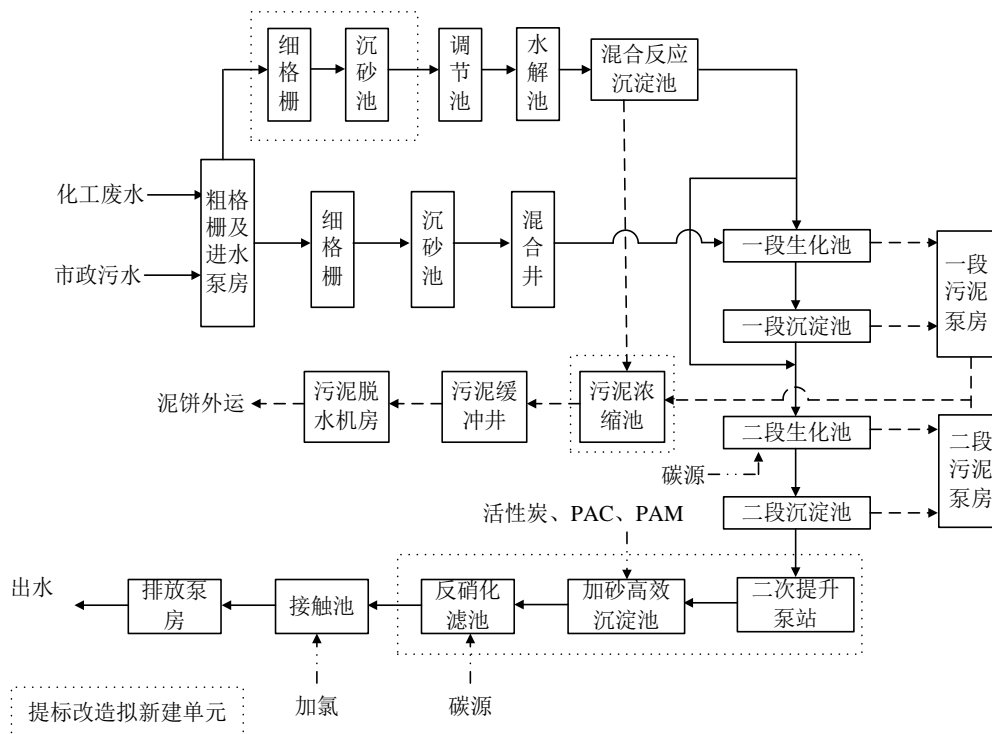 细
格
栅
沉
砂
池
调
节
池
水
解
池
混合反应
沉淀池
化工废水
市政污水
粗格
栅及
进水
泵房
细
格
栅
沉
砂
池
混
合
井
一段生化池
一段沉淀池
一段
污泥
泵房
泥饼外运
污泥脱
水机房
污泥缓
冲井
污泥浓
缩池
二段生化池
碳源
二段沉淀池
二段
污泥
泵房
活性炭、PAC、PAM
出水
排放泵
房
接触池
反硝化
滤池
加砂高效
沉淀池
二次提升
泵站
加氯
碳源
提标改造拟新建单元